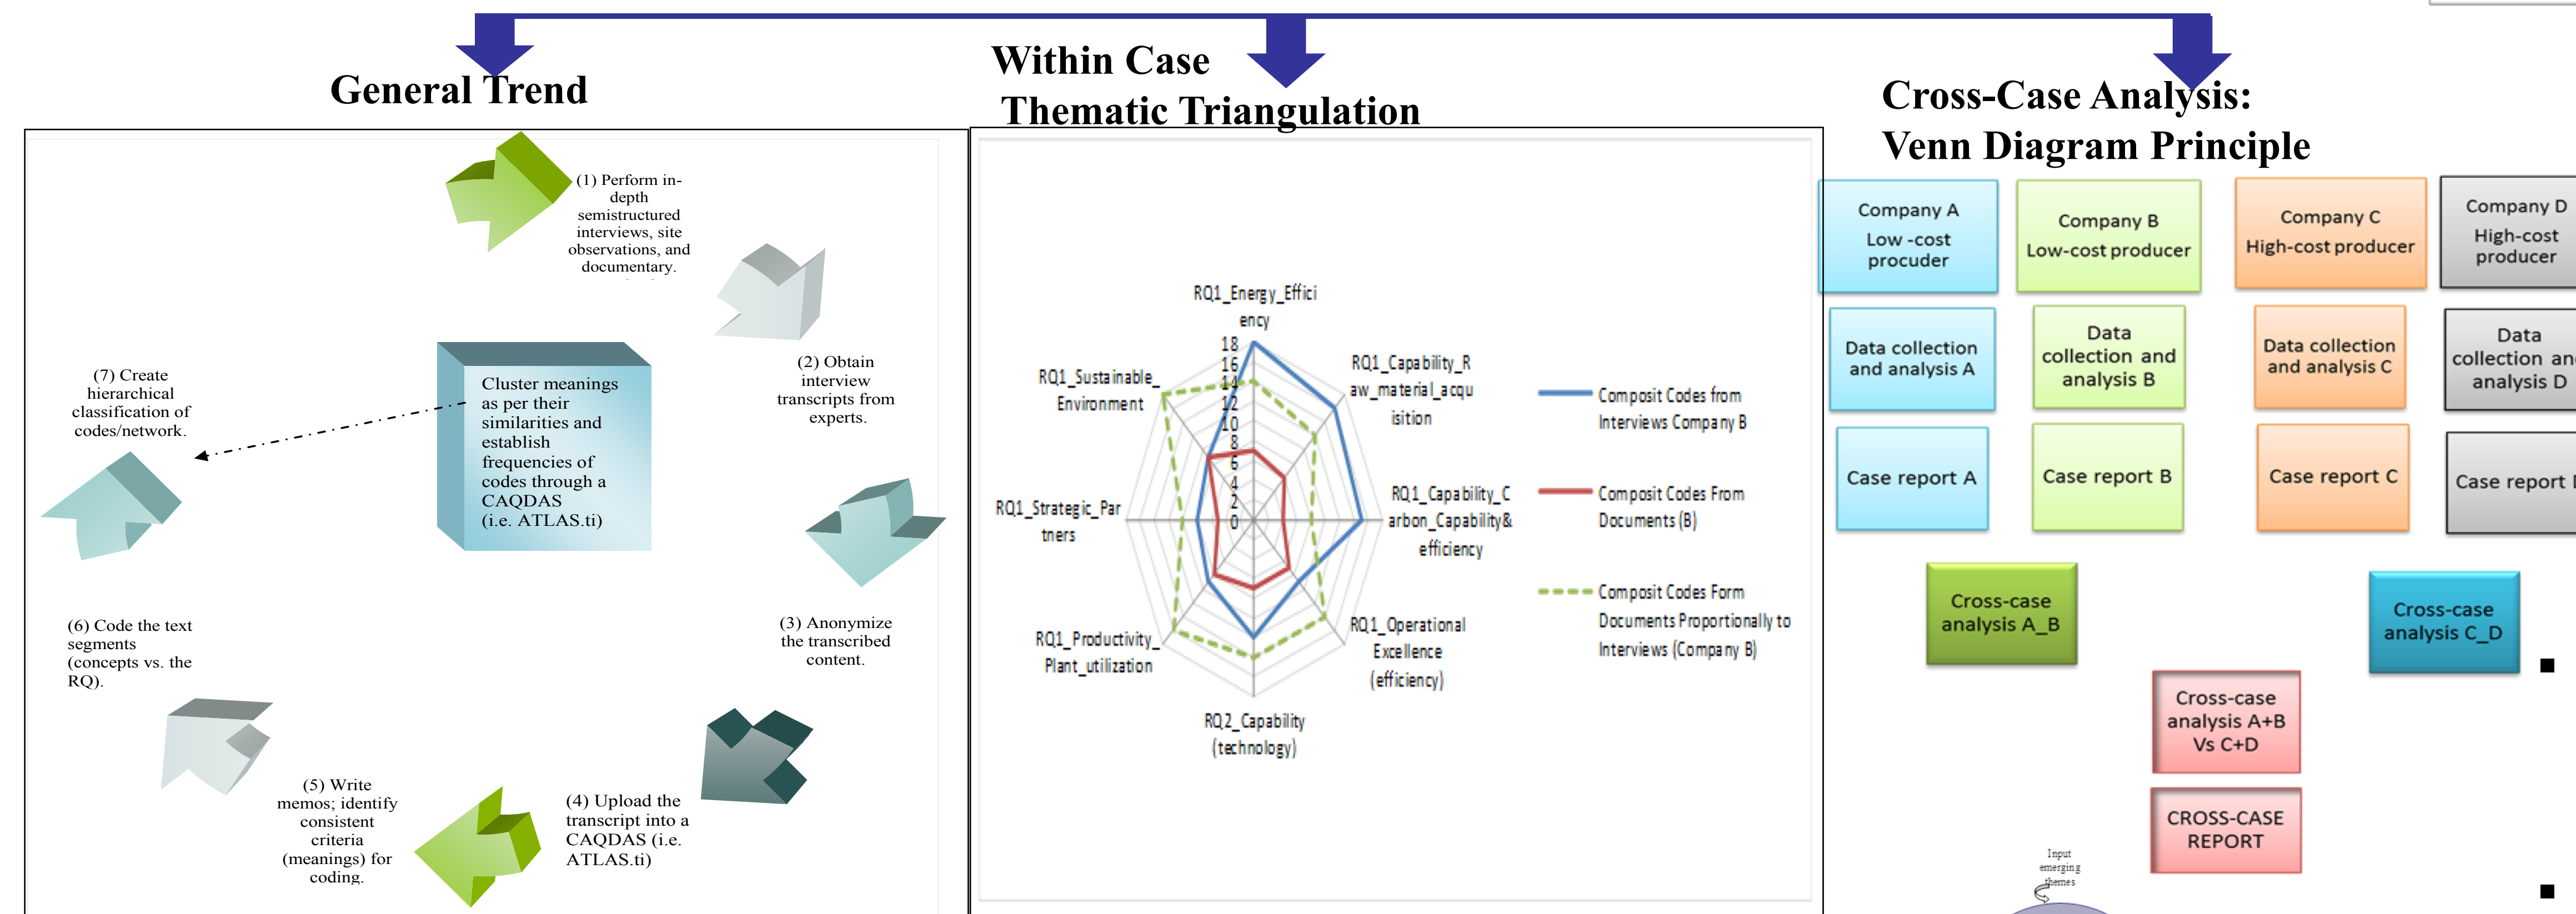 General Trend
Within Case
Thematic Triangulation
Cross-Case Analysis:
Venn Diagram Principle
(1) Perform in-
depth
semistructured
interviews, site
observations, and
documentary.
(2) Obtain
interview
transcripts from
experts.
(3) Anonymize
the transcribed
content.
(4) Upload the
transcript into a
CAQDAS (i.e.
ATLAS.ti)
(5) Write
memos; identify
consistent
criteria
(meanings) for
coding.
(6) Code the text
segments
(concepts vs. the
RQ).
(7) Create
hierarchical
classification of
codes/network.
Cluster meanings
as per their
similarities and
establish
frequencies of
codes through a
CAQDAS
(i.e. ATLAS.ti)
RQ1_Energy_Effici
ency
RQ1_Capability_R
aw_material_acqu
isition
RQ1_Capability_C
arbon_Capability&
efficiency
RQ1_Operational
Excellence
(efficiency)
RQ2_Capability
(technology)
RQ1_Productivity_
Plant_utilization
RQ1_Strategic_Par
tners
RQ1_Sustainable_
Environment
18
16
14
12
10
8
6
4
2
0
Composit Codes from
Interviews Company B
Composit Codes From
Documents (B)
Composit Codes Form
Documents Proportionally to
Interviews (Company B)
Company A
Low -cost
procuder
Company B
Low-cost producer
Company C
High-cost producer
Company D
High-cost
producer
Data collection
and analysis A
Data
collection and
analysis B
Data collection
and analysis C
Data
collection an
analysis D
Case report A
Case report B
Case report C
Case report
Cross-case
analysis A_B
Cross-case
analysis C_D
Cross-case
analysis A+B
Vs C+D
CROSS-CASE
REPORT
Input
emerging
themes